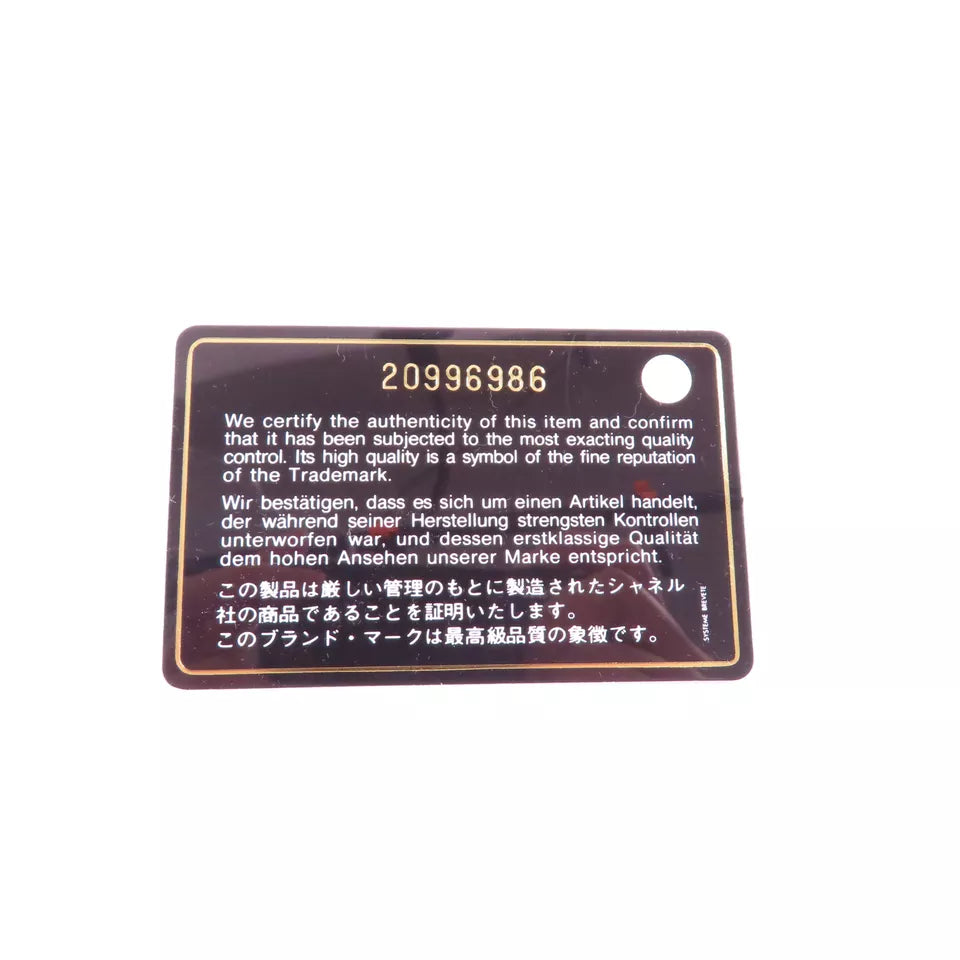 20996986
We certify the authenticity of this item and confirm
that it has been subjected to the most exacting quality
control. Its high quality is a symbol of the fine reputation
of the Trademark.
Wir bestätigen, dass es sich um einen Artikel handelt,
der während seiner Herstellung strengsten Kontrollen
unterworfen war, und dessen erstklassige Qualität
dem hohen Ansehen unserer Marke entspricht.
この製品は厳しい管理のもとに製造されたシャネル
社の商品であることを証明いたします。
このブランド・マークは最高級品質の象徴です。
SYSTEME BREVETE